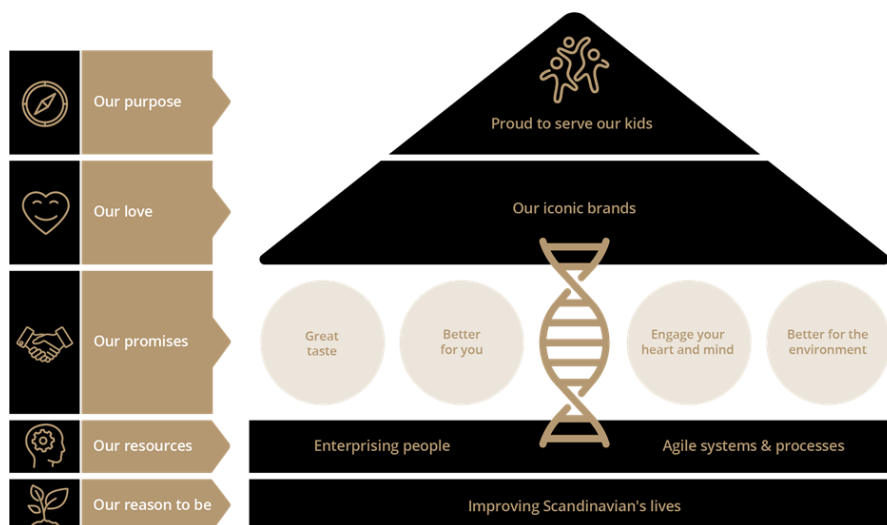 Our purpose
Proud to serve our kids
Our love
Our iconic brands
Our promises
Great
taste
Better
for you
Engage your
heart and mind
Better for the
environment
Our resources
Enterprising people
Agile systems & processes
Our reason to be
Improving Scandinavian's lives